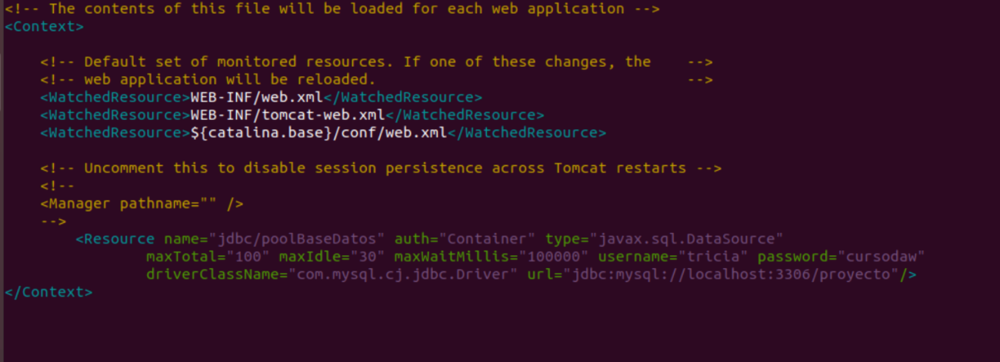 <!-- The contents of this file will be loaded for each web application -->
<Context>
<!-- Default set of monitored resources. If one of these changes, the -->
<!-- web application will be reloaded. -->
<WatchedResource>WEB-INF/web.xml</WatchedResource>
<WatchedResource>WEB-INF/tomcat-web.xml</WatchedResource>
<WatchedResource>${catalina.base}/conf/web.xml</WatchedResource>
<!-- Uncomment this to disable session persistence across Tomcat restarts -->
<!--
<Manager pathname="" />
-->
<Resource name="jdbc/poolBaseDatos" auth="Container" type="javax.sql.DataSource"
maxTotal="100" maxIdle="30" maxWaitMillis="100000" username="tricia" password="cursodaw"
driverClassName="com.mysql.cj.jdbc.Driver" url="jdbc:mysql://localhost:3306/proyecto"/>
</Context>